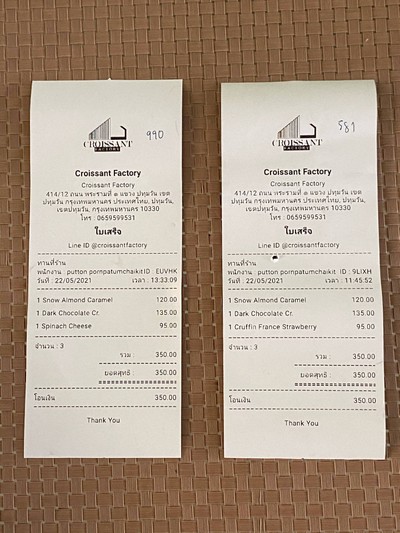 CROISSANT
FACTORY
990
Croissant Factory
Croissant Factory
414/12 ถนน พระรามที่ ๑ แขวง ปทุมวัน เขต
ปทุมวัน กรุงเทพมหานคร ประเทศไทย, ปทุมวัน,
เขตปทุมวัน, กรุงเทพมหานคร 10330
โทร : 0659599531
ใบเสร็จ
Line ID @croissantfactory
ทานที่ร้าน
พนักงาน : putton pornpatumchaikit ID : EUVHK
วันที่ : 22/05/2021 เวลา : 13:33:09
1 Snow Almond Caramel 120.00
1 Dark Chocolate Cr. 135.00
1 Spinach Cheese 95.00
จำนวน : 3
รวม : 350.00
ยอดสุทธิ : 350.00
โอนเงิน 350.00
Thank You
CROISSANT
FACTORY
581
Croissant Factory
Croissant Factory
414/12 ถนน พระรามที่ ๑ แขวง ปทุมวัน เขต
ปทุมวัน กรุงเทพมหานคร ประเทศไทย, ปทุมวัน,
เขตปทุมวัน, กรุงเทพมหานคร 10330
โทร : 0659599531
ใบเสร็จ
Line ID @croissantfactory
ทานที่ร้าน
พนักงาน : putton pornpatumchaikit ID : 9LIXH
วันที่ : 22/05/2021 เวลา : 11:45:52
1 Snow Almond Caramel 120.00
1 Dark Chocolate Cr. 135.00
1 Cruffin France Strawberry 95.00
จำนวน : 3
รวม : 350.00
ยอดสุทธิ : 350.00
โอนเงิน 350.00
Thank You